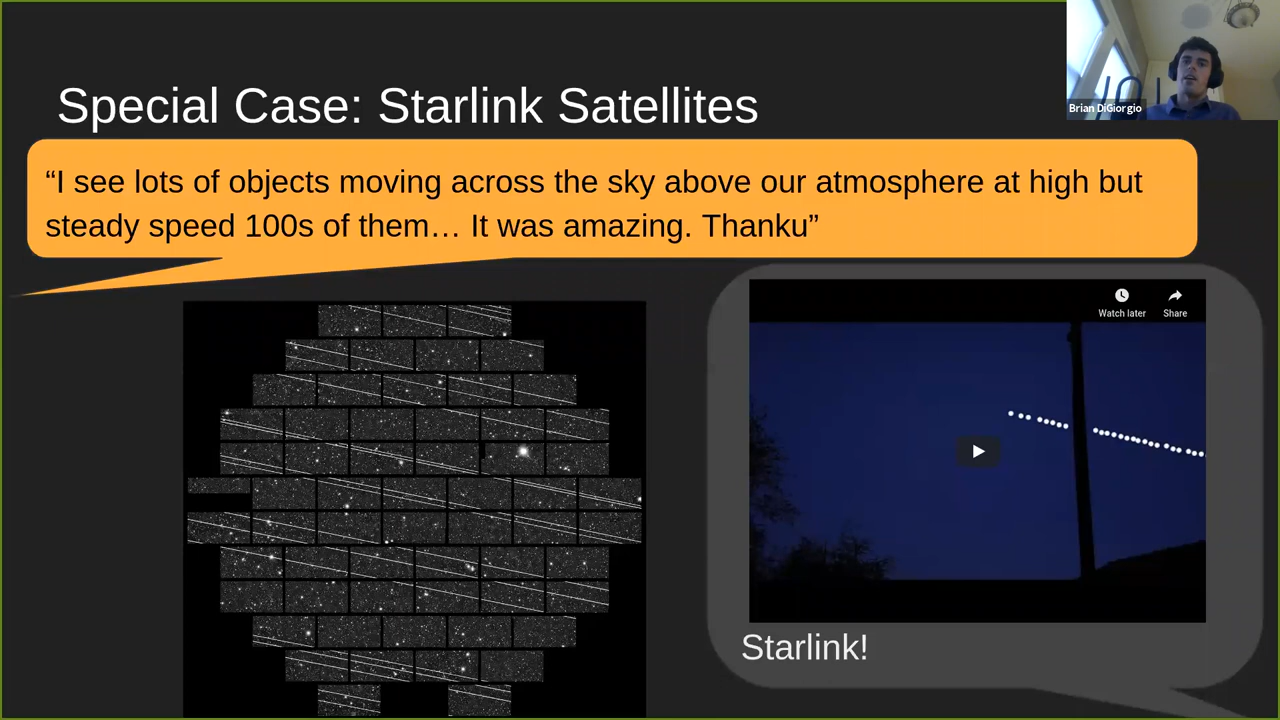 Special Case: Starlink Satellites
Brian DiGiorgio
“I see lots of objects moving across the sky above our atmosphere at high but
steady speed 100s of them… It was amazing. Thanku”
Watch later
Share
Starlink!